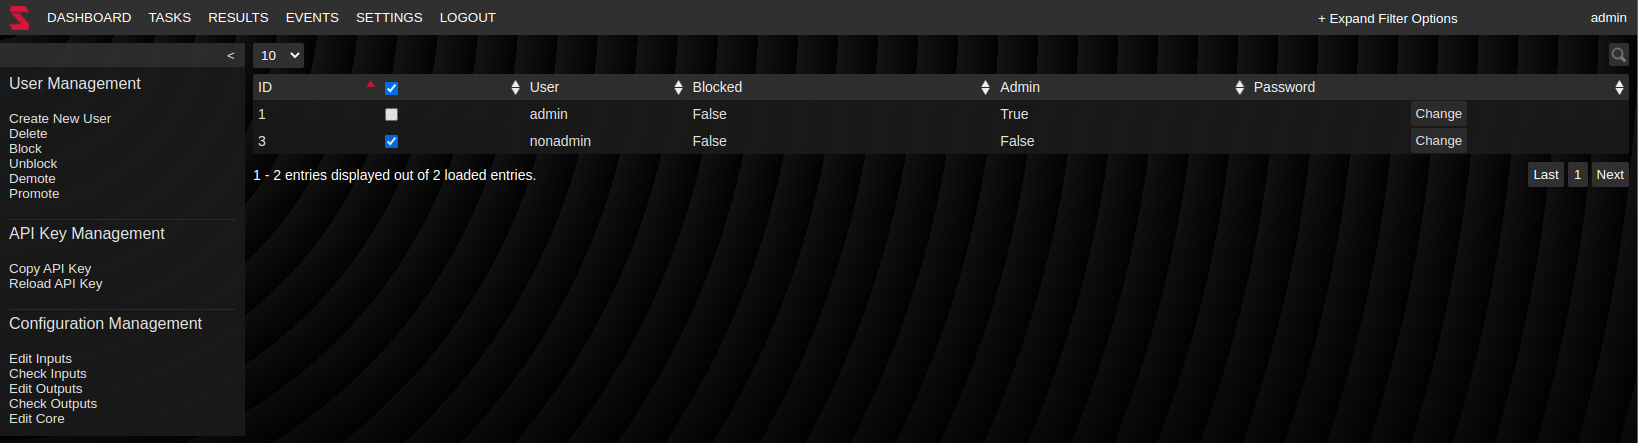 DASHBOARD TASKS RESULTS EVENTS SETTINGS LOGOUT + Expand Filter Options admin
<
User Management
Create New User
Delete
Block
Unblock
Demote
Promote
API Key Management
Copy API Key
Reload API Key
Configuration Management
Edit Inputs
Check Inputs
Edit Outputs
Check Outputs
Edit Core
10
ID User Blocked Admin Password
1 admin False True Change
3 nonadmin False False Change
1 - 2 entries displayed out of 2 loaded entries. Last 1 Next